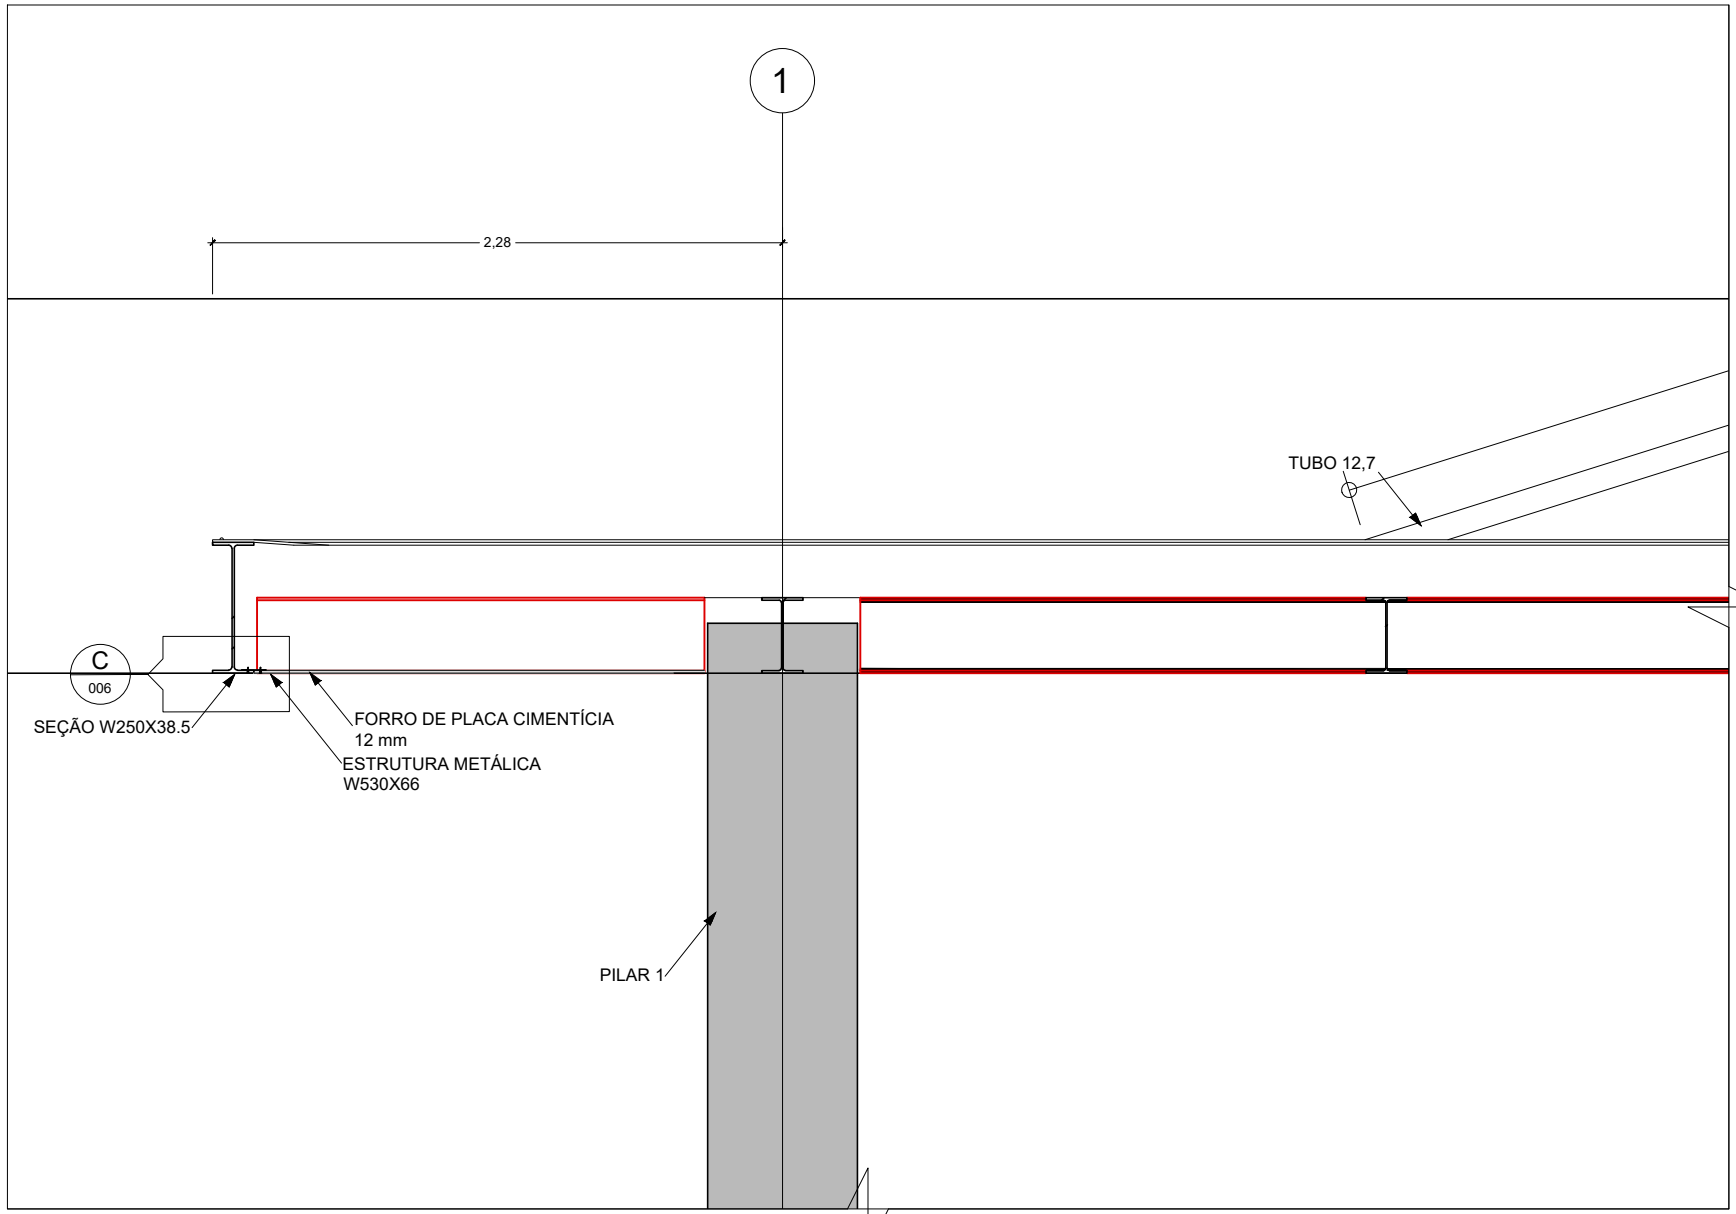 1
2,28
TUBO 12,7
C
006
SEÇÃO W250X38.5
FORRO DE PLACA CIMENTÍCIA
12 mm
ESTRUTURA METÁLICA
W530X66
PILAR 1